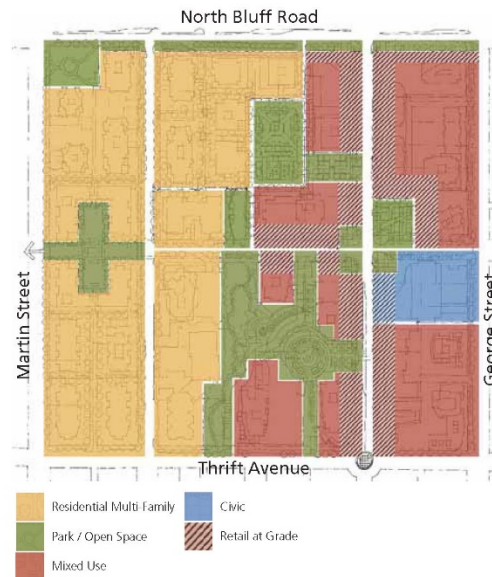 North Bluff Road
Martin Street
George Street
Thrift Avenue
Residential Multi-Family
Civic
Park / Open Space
Retail at Grade
Mixed Use